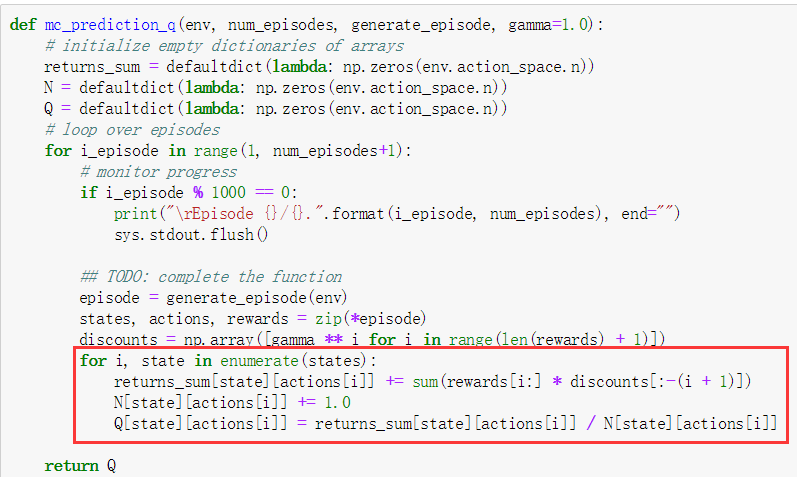 def mc_prediction_q(env, num_episodes, generate_episode, gamma=1.0):
    # initialize empty dictionaries of arrays
    returns_sum = defaultdict(lambda: np.zeros(env.action_space.n))
    N = defaultdict(lambda: np.zeros(env.action_space.n))
    Q = defaultdict(lambda: np.zeros(env.action_space.n))
    # loop over episodes
    for i_episode in range(1, num_episodes+1):
        # monitor progress
        if i_episode % 1000 == 0:
            print("\rEpisode {}/{}.".format(i_episode, num_episodes), end="")
            sys.stdout.flush()

        ## TODO: complete the function
        episode = generate_episode(env)
        states, actions, rewards = zip(*episode)
        discounts = np.array([gamma ** i for i in range(len(rewards) + 1)])
        for i, state in enumerate(states):
            returns_sum[state][actions[i]] += sum(rewards[i:] * discounts[:-(i + 1)])
            N[state][actions[i]] += 1.0
            Q[state][actions[i]] = returns_sum[state][actions[i]] / N[state][actions[i]]

    return Q